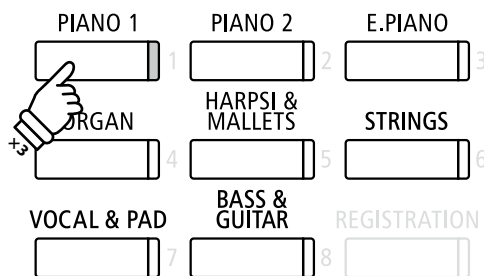 PIANO 1 PIANO 2 E.PIANO
1 2 3
ORGAN HARPSI & MALLETS STRINGS
x3
4 5 6
VOCAL & PAD BASS & GUITAR REGISTRATION
7 8